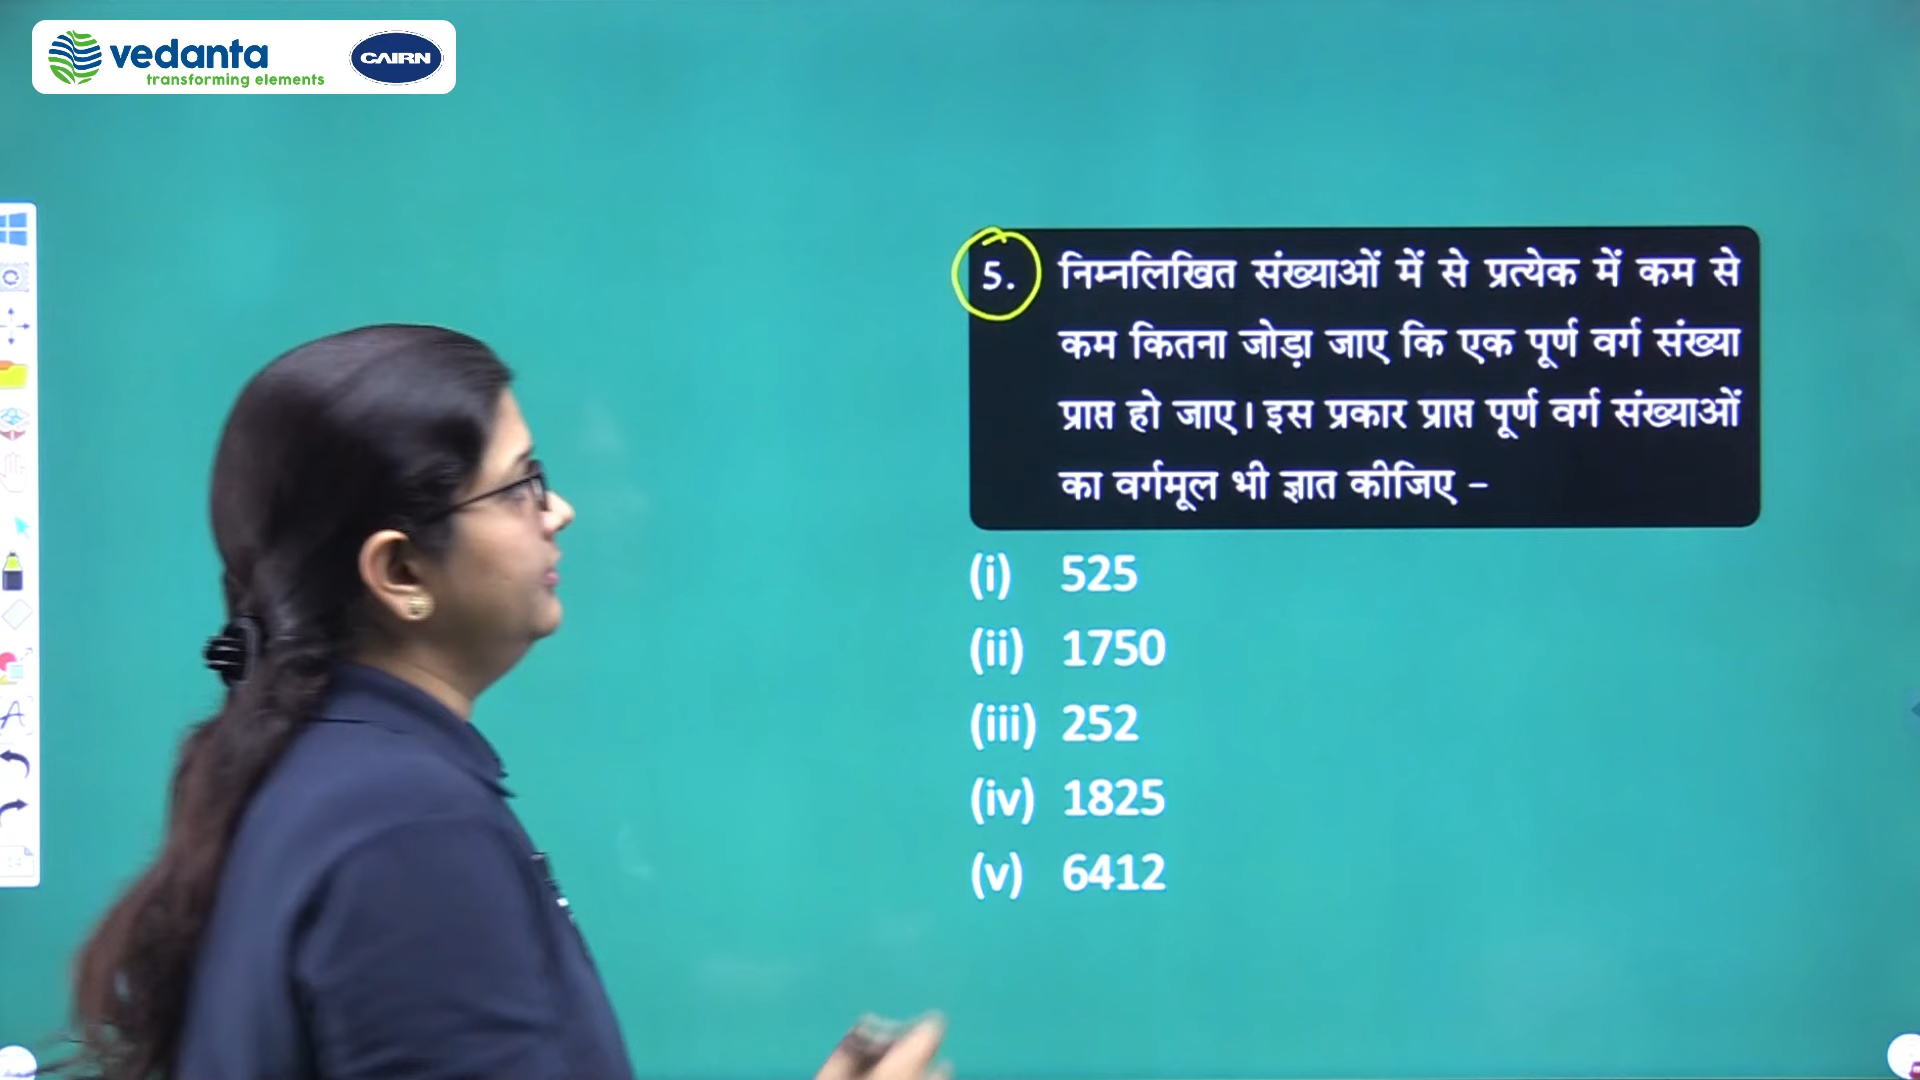 vedanta
transforming elements
CAIRN
5. निम्नलिखित संख्याओं में से प्रत्येक में कम से
कम कितना जोड़ा जाए कि एक पूर्ण वर्ग संख्या
प्राप्त हो जाए। इस प्रकार प्राप्त पूर्ण वर्ग संख्याओं
का वर्गमूल भी ज्ञात कीजिए –
(i) 525
(ii) 1750
(iii) 252
(iv) 1825
(v) 6412